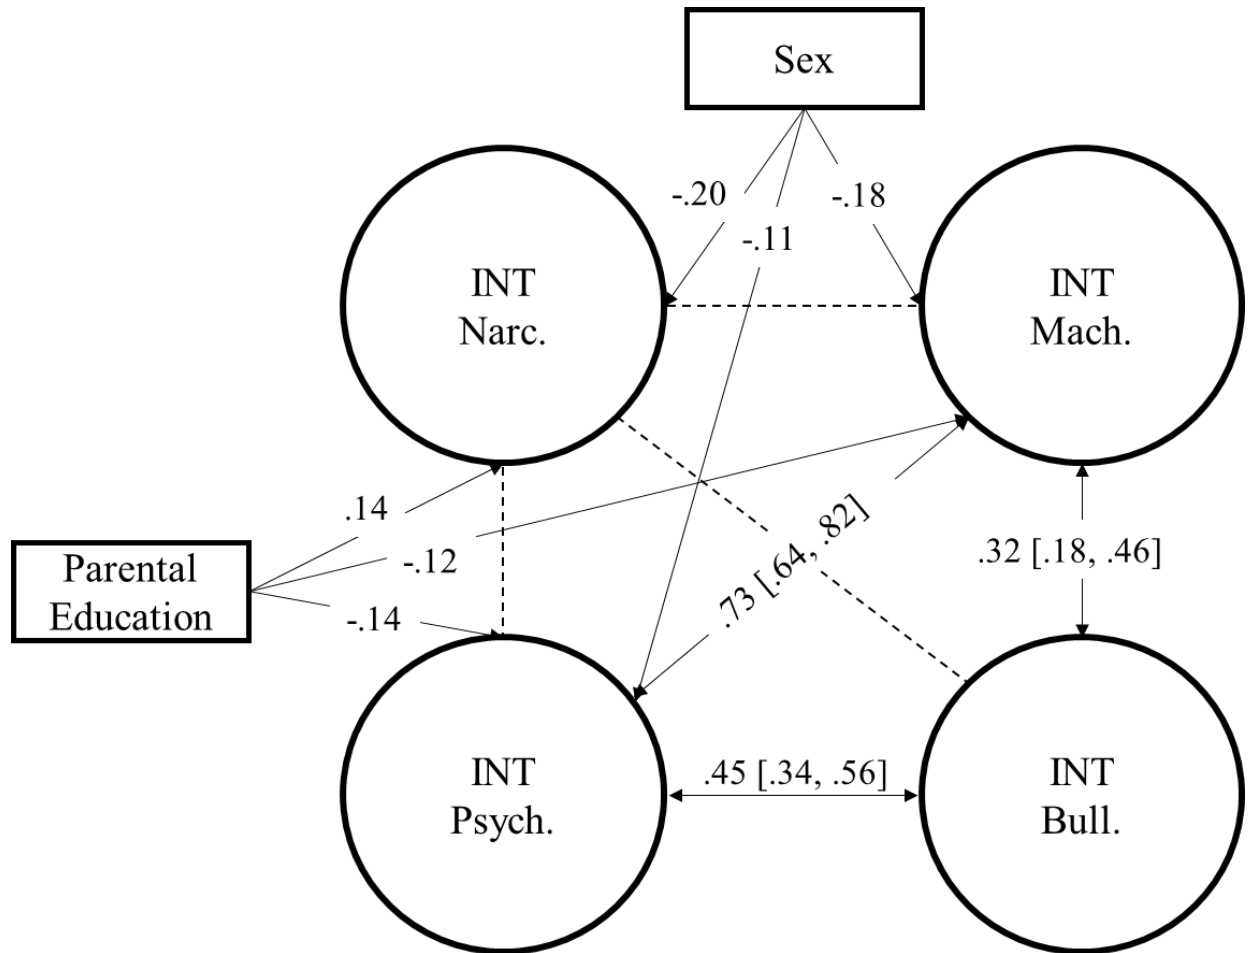 Sex
-.20
-.18
-.11
INT
Narc.
INT
Mach.
.14
-.12
-.14
Parental
Education
.73 [.64, .82]
.32 [.18, .46]
INT
Psych.
.45 [.34, .56]
INT
Bull.